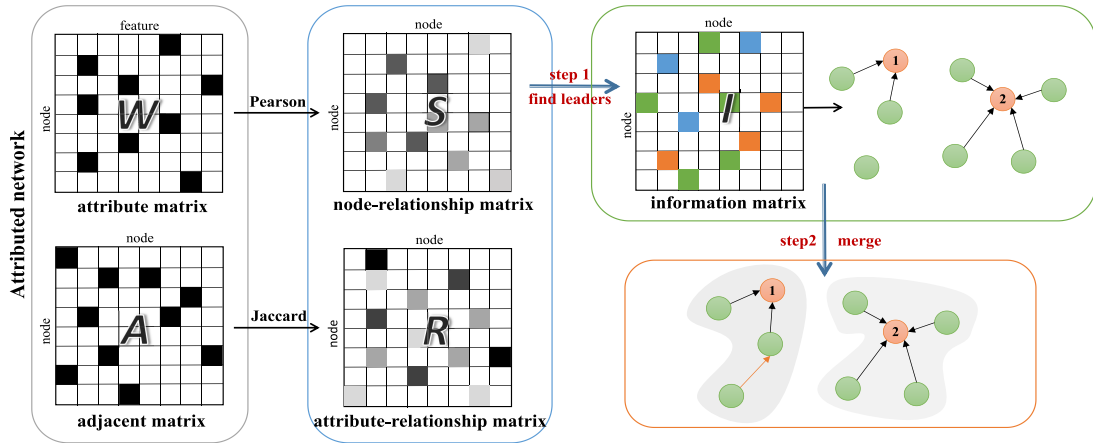 Attributed network
feature
node
W
attribute matrix
node
node
A
adjacent matrix
Pearson
Jaccard
node
node
S
node-relationship matrix
node
node
R
attribute-relationship matrix
step 1
find leaders
node
node
I
information matrix
1
2
step2 merge
1
2